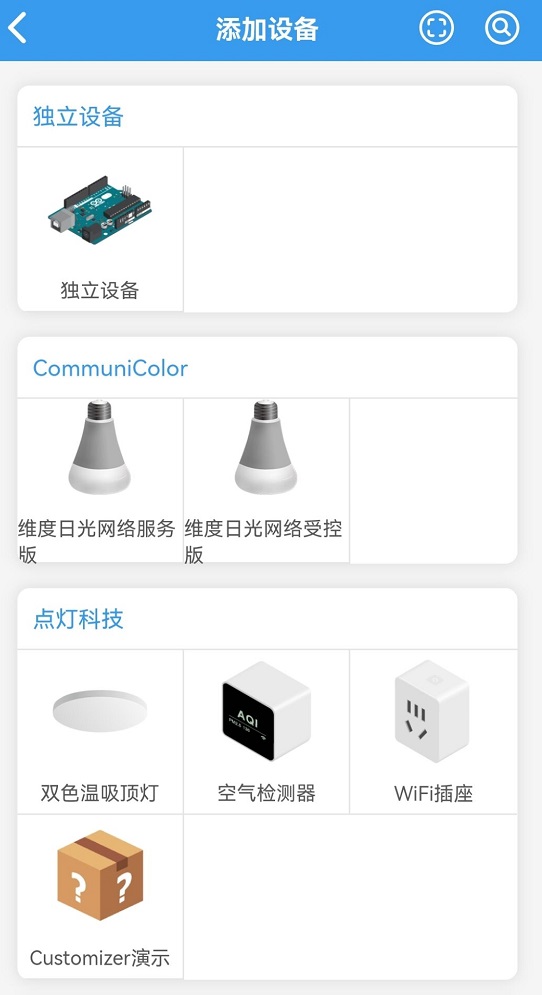 添加设备
独立设备
独立设备
CommuniColor
维度日光网络服务
版
维度日光网络受控
版
点灯科技
双色温吸顶灯
AQI
空气检测器
WiFi插座
? ?
Customizer演示